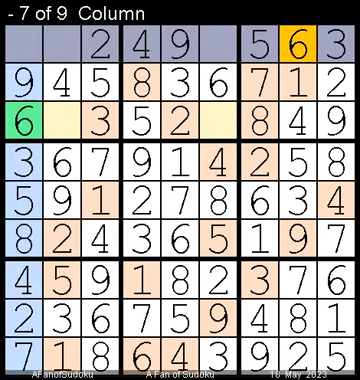 - 7 of 9 Column
2 4 9 5 6 3
9 4 5 8 3 6 7 1 2
6 3 5 2 8 4 9
3 6 7 9 1 4 2 5 8
5 9 1 2 7 8 6 3 4
8 2 4 3 6 5 1 9 7
4 5 9 1 8 2 3 7 6
2 3 6 7 5 9 4 8 1
7 1 8 6 4 3 9 2 5
AFanofSudoku A Fan of Sudoku 18 May 2023